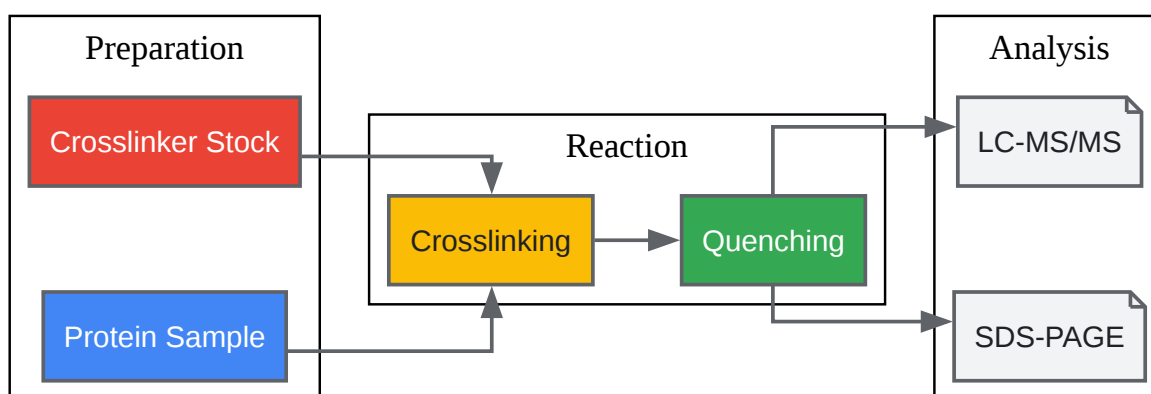 Preparation
Crosslinker Stock
Protein Sample
Reaction
Crosslinking
Quenching
Analysis
LC-MS/MS
SDS-PAGE